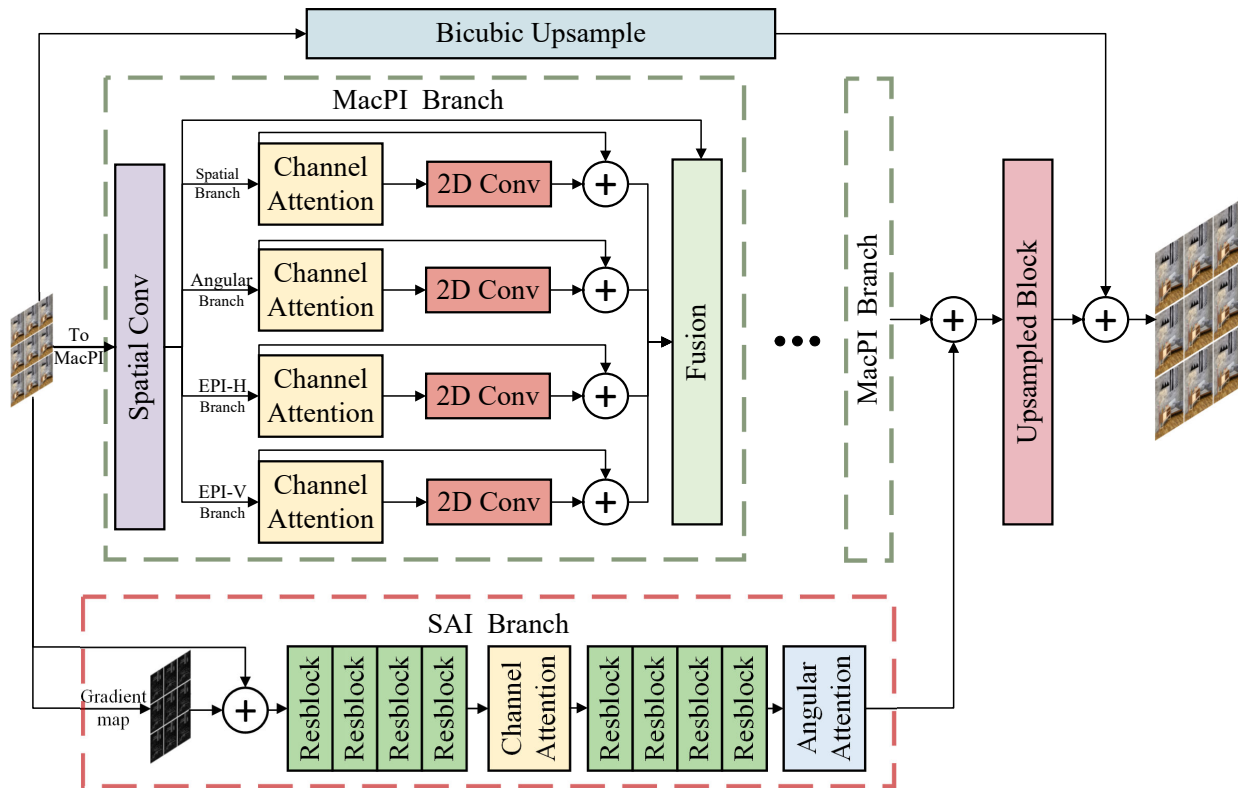 Bicubic Upsample
MacPI Branch
Spatial
Branch
Channel
Attention
2D Conv
+
Angular
Branch
Channel
Attention
2D Conv
+
To
MacPI
Spatial Conv
EPI-H
Branch
Channel
Attention
2D Conv
+
EPI-V
Branch
Channel
Attention
2D Conv
+
Fusion
MacPI Branch
+
Upsampled Block
+
SAI Branch
Gradient
map
+
Resblock
Resblock
Resblock
Resblock
Channel
Attention
Resblock
Resblock
Resblock
Resblock
Angular
Attention